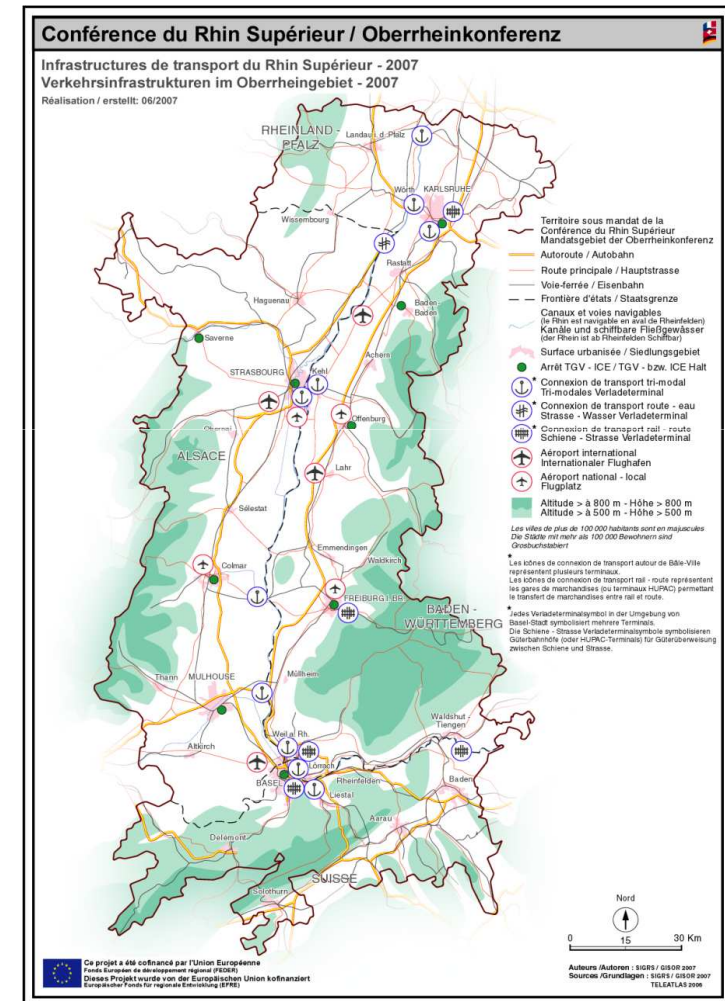 Conférence du Rhin Supérieur / Oberrheinkonferenz
Infrastructures de transport du Rhin Supérieur - 2007
Verkehrsinfrastrukturen im Oberrheingebiet - 2007
Réalisation / erstellt: 06/2007
RHEINLAND -
PFALZ
Landau d. Pfalz
Wörth
KARLSRUHE
Wissembourg
Rastatt
Haguenau
Baden-
Baden
Saverne
Achern
STRASBOURG
Kehl
Offenburg
Obernai
ALSACE
Lahr
Sélestat
Emmendingen
Waldkirch
Colmar
FREIBURG i. BR.
BADEN -
WÜRTTEMBERG
Thann
MULHOUSE
Müllheim
Waldshut -
Tiengen
Altkirch
Weil a. Rh.
Lörrach
BASEL
Rheinfelden
Baden
Liestal
Aarau
Delémont
SUISSE
Solothurn
Territoire sous mandat de la
Conférence du Rhin Supérieur
Mandatsgebiet der Oberrheinkonferenz
Autoroute / Autobahn
Route principale / Hauptstrasse
Voie-ferrée / Eisenbahn
Frontière d'états / Staatsgrenze
Canaux et voies navigables
(le Rhin est navigable en aval de Rheinfelden)
Kanäle und schiffbare Fließgewässer
(der Rhein ist ab Rheinfelden Schiffbar)
Surface urbanisée / Siedlungsgebiet
Arrêt TGV - ICE / TGV - bzw. ICE Halt
* Connexion de transport tri-modal
Tri-modales Verladeterminal
* Connexion de transport route - eau
Strasse - Wasser Verladeterminal
* Connexion de transport rail - route
Schiene - Strasse Verladeterminal
Aéroport international
Internationaler Flughafen
Aéroport national - local
Flugplatz
Altitude > à 800 m - Höhe > 800 m
Altitude > à 500 m - Höhe > 500 m
Les villes de plus de 100 000 habitants sont en majuscules
Die Städte mit mehr als 100 000 Bewohnern sind
Grosbuchstabiert
*
Les icônes de connexion de transport autour de Bâle-Ville
représentent plusieurs terminaux.
Les icônes de connexion de transport rail - route représentent
les gares de marchandises (ou terminaux HUPAC) permettant
le transfert de marchandises entre rail et route.
*
Jedes Verladeterminalsymbol in der Umgebung von
Basel-Stadt symbolisiert mehrere Terminals.
Die Schiene - Strasse Verladeterminalsymbole symbolisieren
Güterbahnhöfe (oder HUPAC-Terminals) für Güterüberweisung
zwischen Schiene und Strasse.
Nord
0 15 30 Km
Ce projet a été cofinancé par l'Union Européenne
Fonds Européen de développement régional (FEDER)
Dieses Projekt wurde von der Europäischen Union kofinanziert
Europäischer Fonds für regionale Entwicklung (EFRE)
Auteurs /Autoren : SIGRS / GISOR 2007
Sources /Grundlagen : SIGRS / GISOR 2007
TELEATLAS 2006